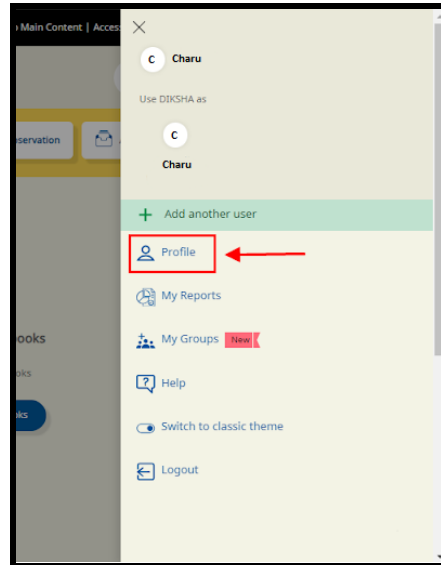 o Main Content | Acces
C Charu
Use DIKSHA as
C
Charu
servation
+ Add another user
Profile
My Reports
My Groups New
ooks
oks
Help
ks
Switch to classic theme
Logout